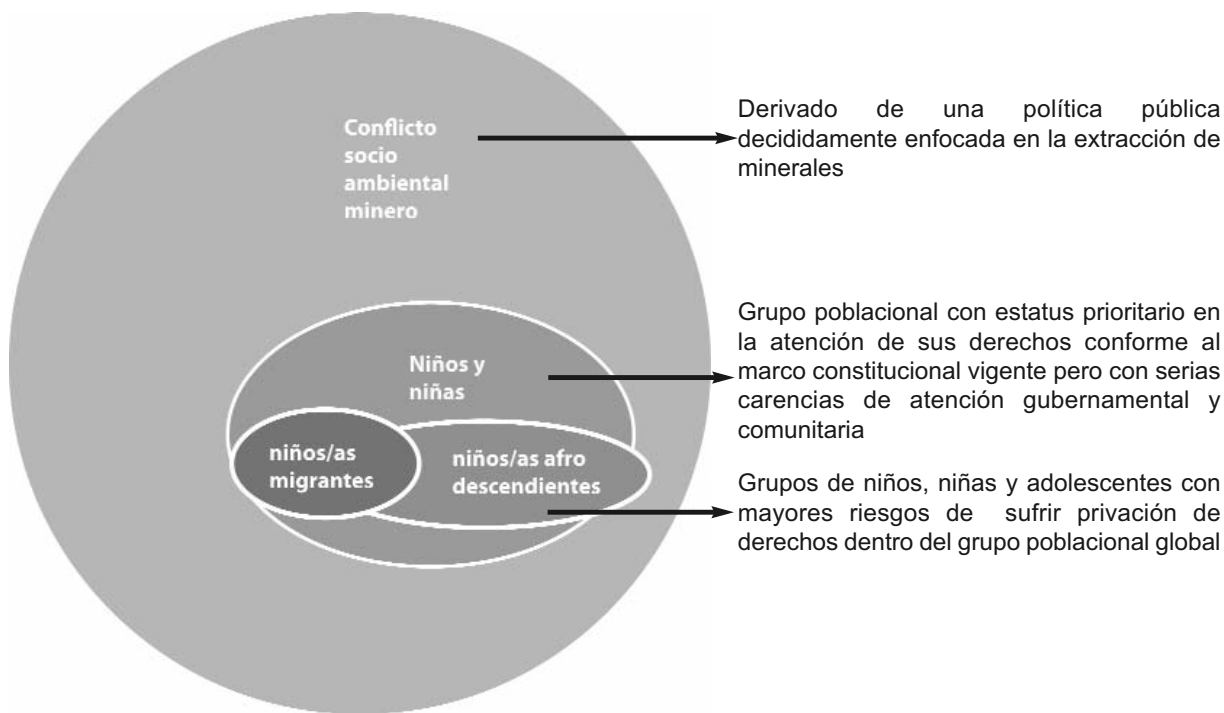 Conflicto
socio
ambiental
minero
Derivado de una política pública
decididamente enfocada en la extracción de
minerales
Niños y
niñas
Grupo poblacional con estatus prioritario en
la atención de sus derechos conforme al
marco constitucional vigente pero con serias
carencias de atención gubernamental y
comunitaria
niños/as
migrantes
niños/as afro
descendientes
Grupos de niños, niñas y adolescentes con
mayores riesgos de sufrir privación de
derechos dentro del grupo poblacional global